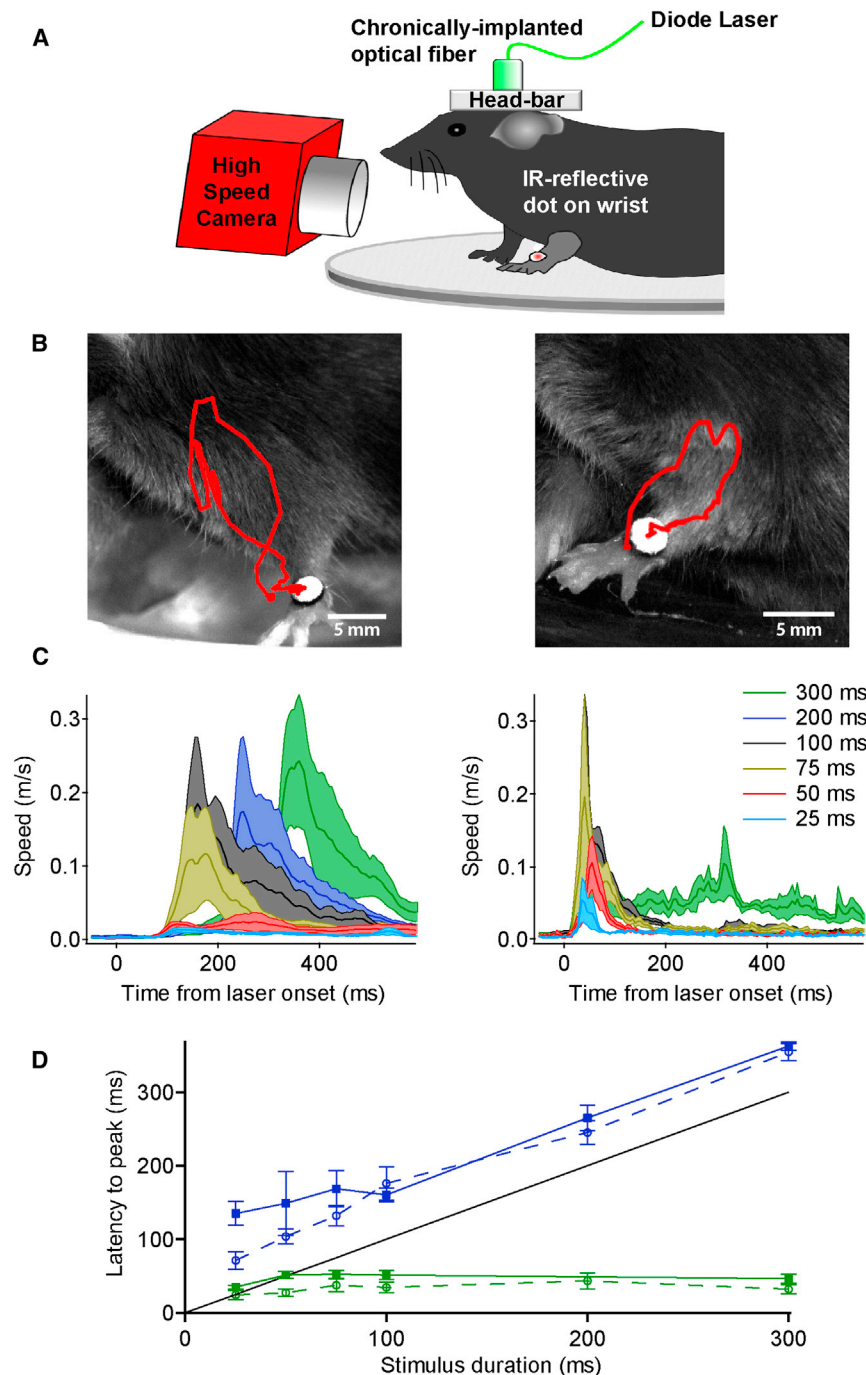 A
Chronically-implanted
optical fiber
Diode Laser
Head-bar
High
Speed
Camera
IR-reflective
dot on wrist
B
5 mm
5 mm
C
Speed (m/s)
0.3
0.2
0.1
0.0
0
200
400
Time from laser onset (ms)
Speed (m/s)
0.3
0.2
0.1
0.0
0
200
400
Time from laser onset (ms)
300 ms
200 ms
100 ms
75 ms
50 ms
25 ms
D
Latency to peak (ms)
300
200
100
0
0
100
200
300
Stimulus duration (ms)